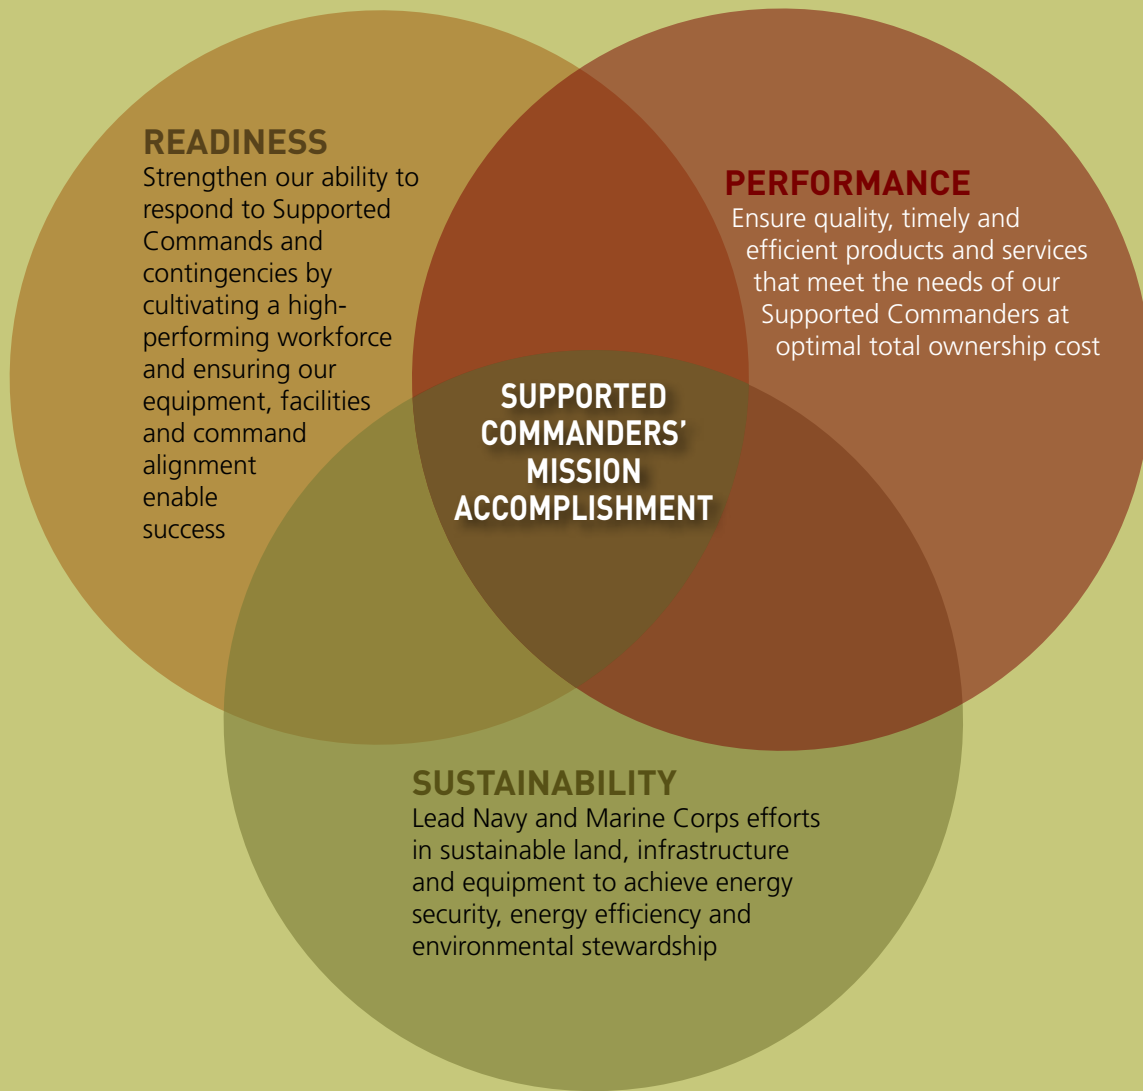 READINESS
Strengthen our ability to
respond to Supported
Commands and
contingencies by
cultivating a high-
performing workforce
and ensuring our
equipment, facilities
and command
alignment
enable
success
PERFORMANCE
Ensure quality, timely and
efficient products and services
that meet the needs of our
Supported Commanders at
optimal total ownership cost
SUPPORTED
COMMANDERS’
MISSION
ACCOMPLISHMENT
SUSTAINABILITY
Lead Navy and Marine Corps efforts
in sustainable land, infrastructure
and equipment to achieve energy
security, energy efficiency and
environmental stewardship